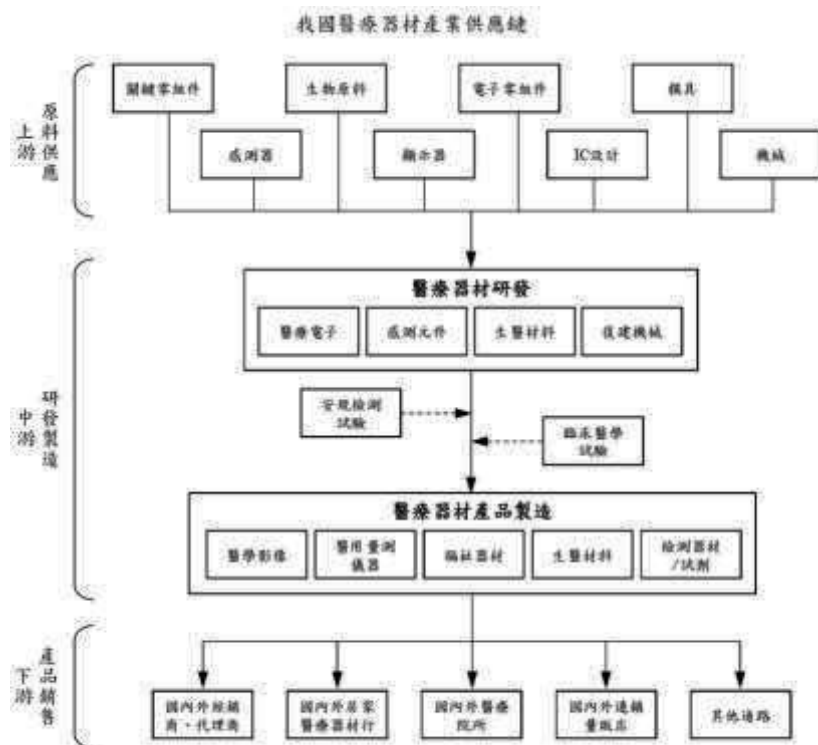 我國醫療器材產業供應鏈
上游
原料供應
關鍵零組件
生物原料
電子零組件
模具
感測器
顯示器
IC設計
機械
中游
研發製造
醫療器材研發
醫療電子
感測元件
生醫材料
復健機械
安規檢測
試驗
臨床醫學
試驗
醫療器材產品製造
醫學影像
醫用量測
儀器
福祉器材
生醫材料
檢測器材
/試劑
下游
產品銷售
國內外經銷
商、代理商
國內外居家
醫療器材行
國內外醫療
院所
國內外連鎖
量販店
其他通路